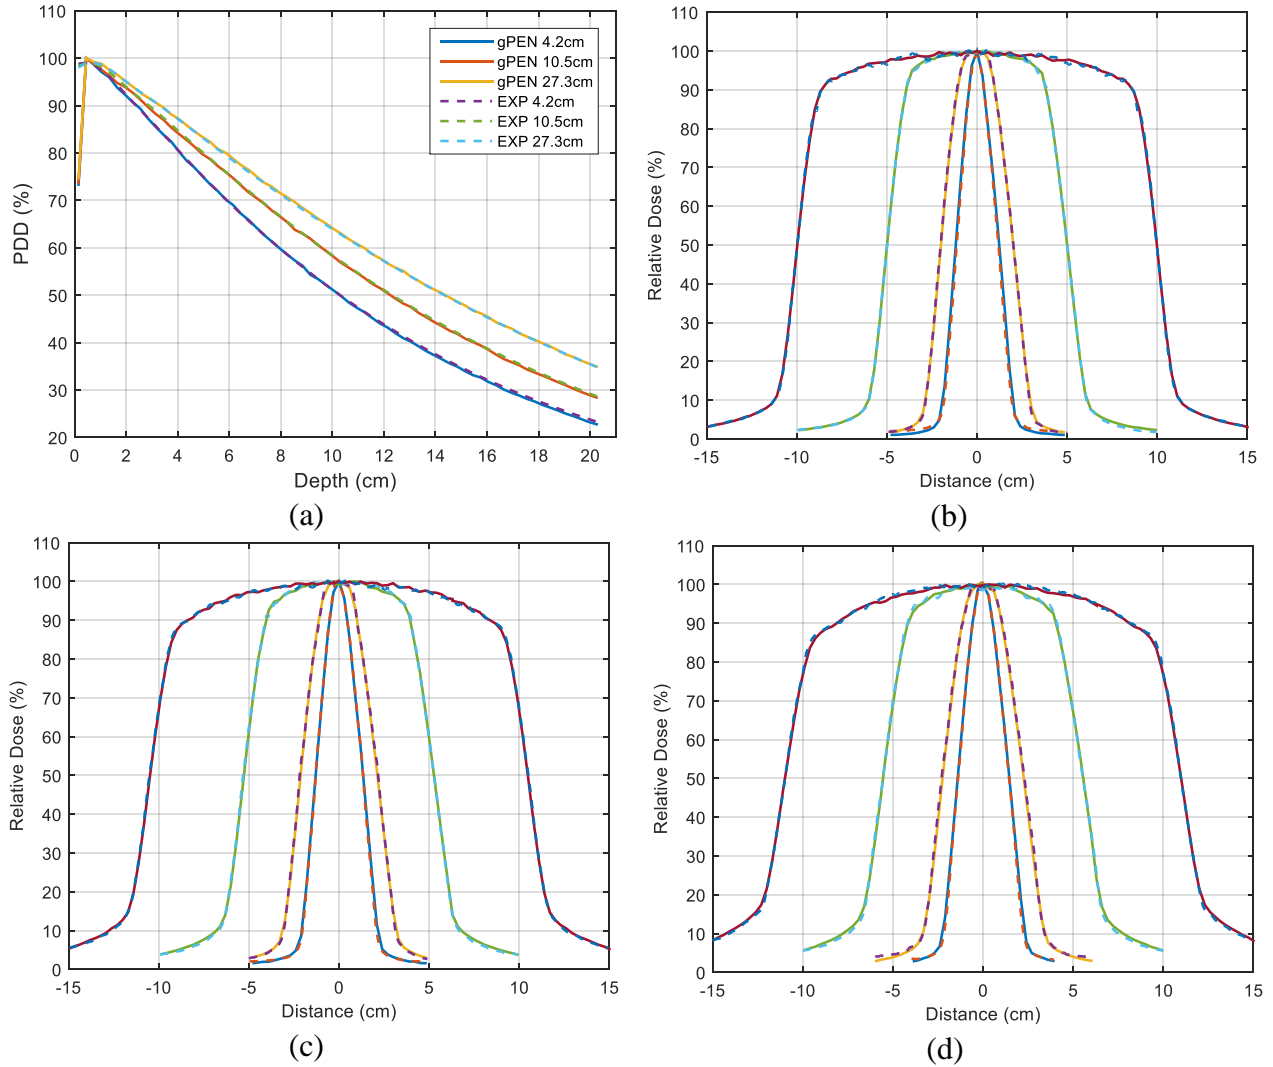 110
100
90
80
70
60
50
40
30
20
PDD (%)
0 2 4 6 8 10 12 14 16 18 20
Depth (cm)
gPEN 4.2cm
gPEN 10.5cm
gPEN 27.3cm
EXP 4.2cm
EXP 10.5cm
EXP 27.3cm
(a)
110
100
90
80
70
60
50
40
30
20
10
0
Relative Dose (%)
-15 -10 -5 0 5 10 15
Distance (cm)
(b)
110
100
90
80
70
60
50
40
30
20
10
0
Relative Dose (%)
-15 -10 -5 0 5 10 15
Distance (cm)
(c)
110
100
90
80
70
60
50
40
30
20
10
0
Relative Dose (%)
-15 -10 -5 0 5 10 15
Distance (cm)
(d)